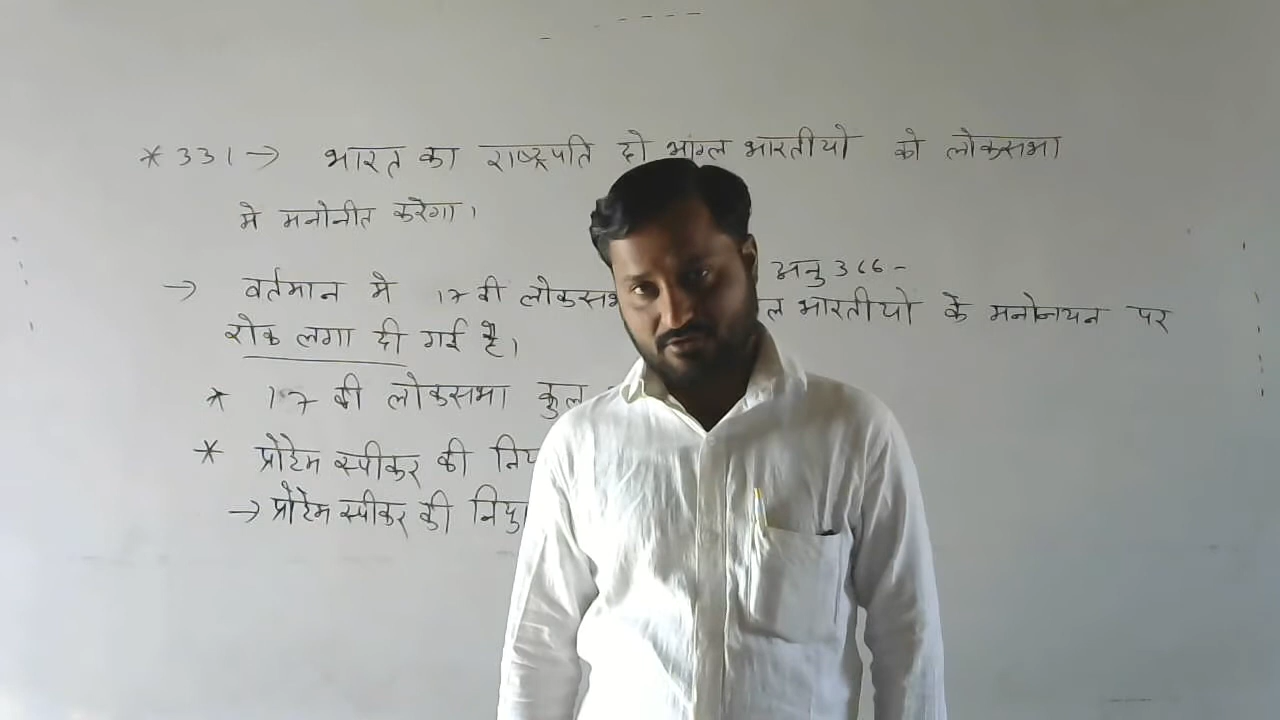 * 331 → भारत का राष्ट्रपति दो आंग्ल भारतीयो को लोकसभा
मे मनोनीत करेगा।
अनु 366 -
→ वर्तमान मे 17 वी भारतीयो के मनोनयन पर
रोक लगा दी गई है।
* 17 वी लोकसभा कुल
* प्रोटेम स्पीकर की
→ प्रोटेम स्पीकर की